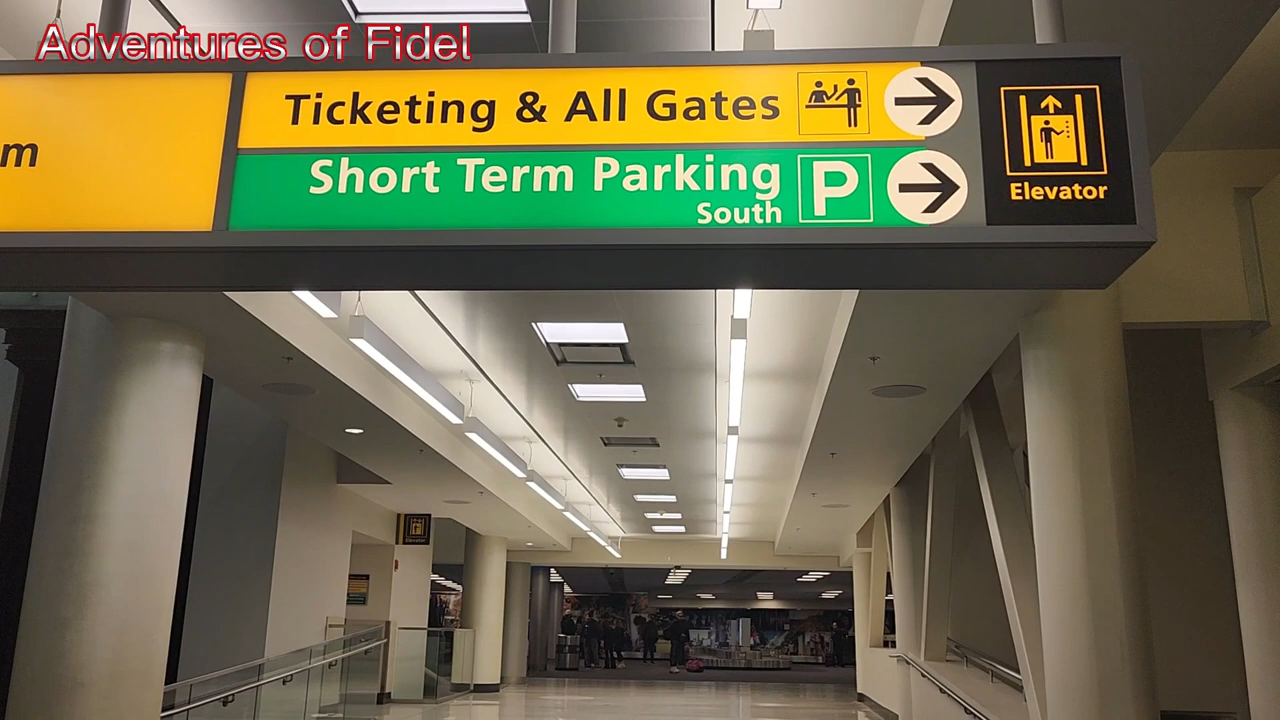 Adventures of Fidel
m
Ticketing & All Gates
Short Term Parking
P
South
Elevator
Elevator